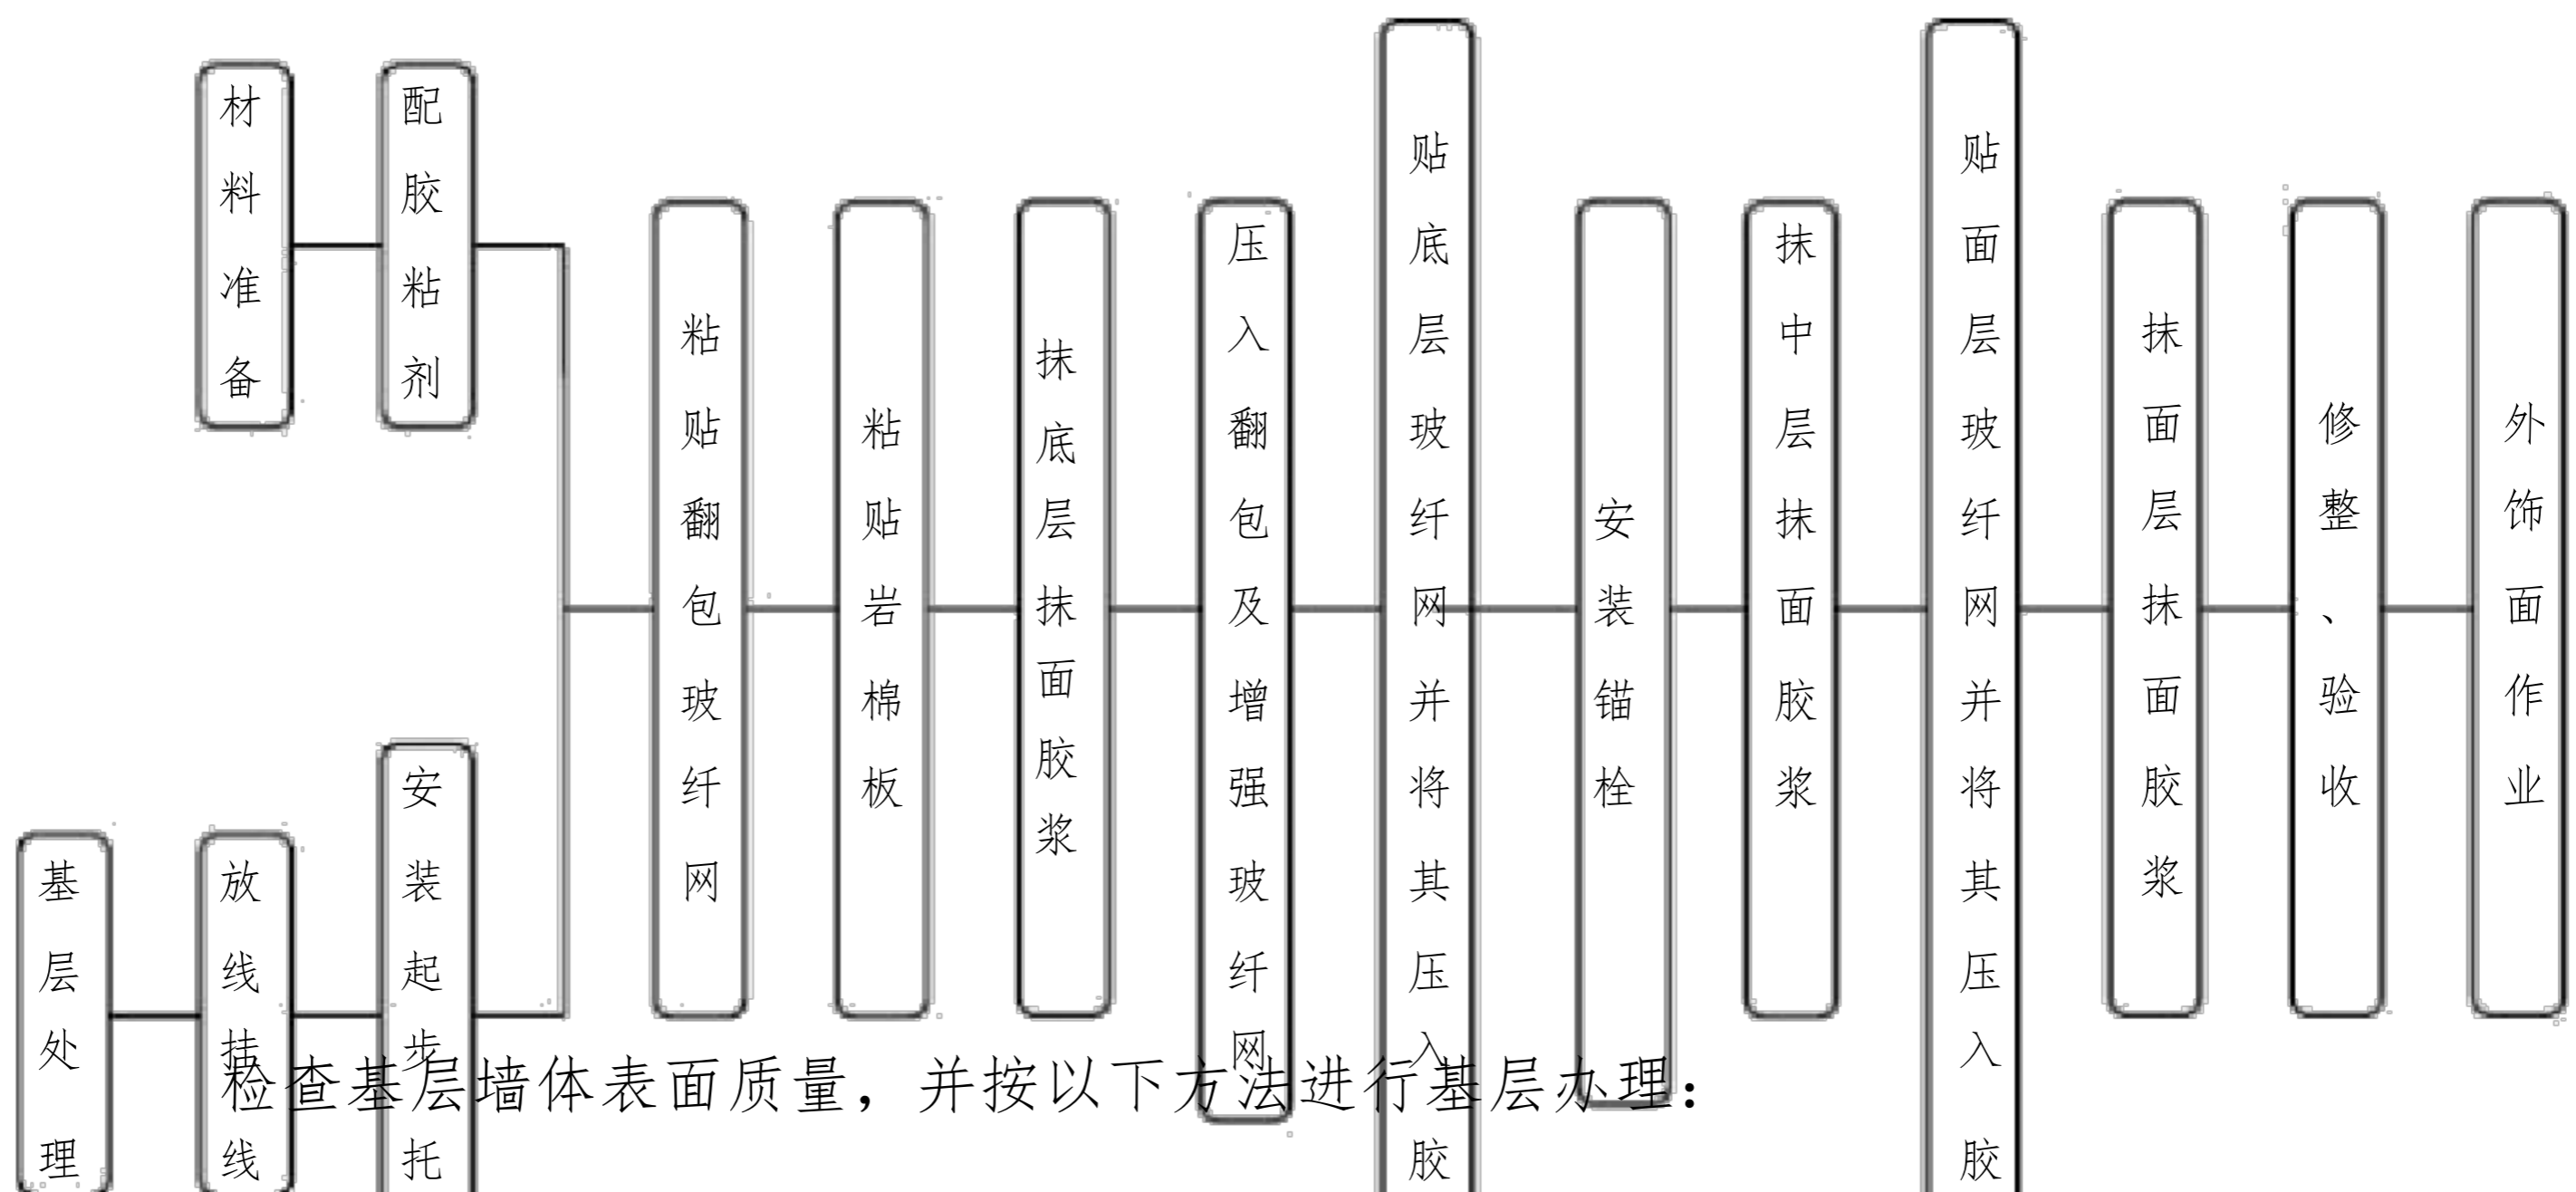 材料准备
配胶粘剂
基层处理
放线挂线
安装起步托
粘贴翻包玻纤网
粘贴岩棉板
抹底层抹面胶浆
压入翻包及增强玻纤网
贴底层玻纤网并将其压入胶
安装锚栓
抹中层抹面胶浆
贴面层玻纤网并将其压入胶
抹面层抹面胶浆
修整、验收
外饰面作业
检查基层墙体表面质量，并按以下方法进行基层办理：